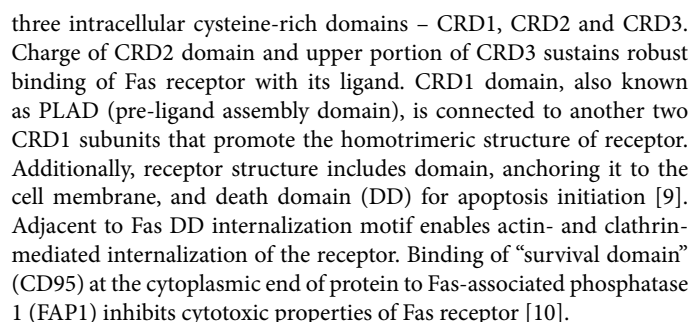 three intracellular cysteine-rich domains – CRD1, CRD2 and CRD3.
Charge of CRD2 domain and upper portion of CRD3 sustains robust
binding of Fas receptor with its ligand. CRD1 domain, also known
as PLAD (pre-ligand assembly domain), is connected to another two
CRD1 subunits that promote the homotrimeric structure of receptor.
Additionally, receptor structure includes domain, anchoring it to the
cell membrane, and death domain (DD) for apoptosis initiation [9].
Adjacent to Fas DD internalization motif enables actin- and clathrin-
mediated internalization of the receptor. Binding of “survival domain”
(CD95) at the cytoplasmic end of protein to Fas-associated phosphatase
1 (FAP1) inhibits cytotoxic properties of Fas receptor [10].